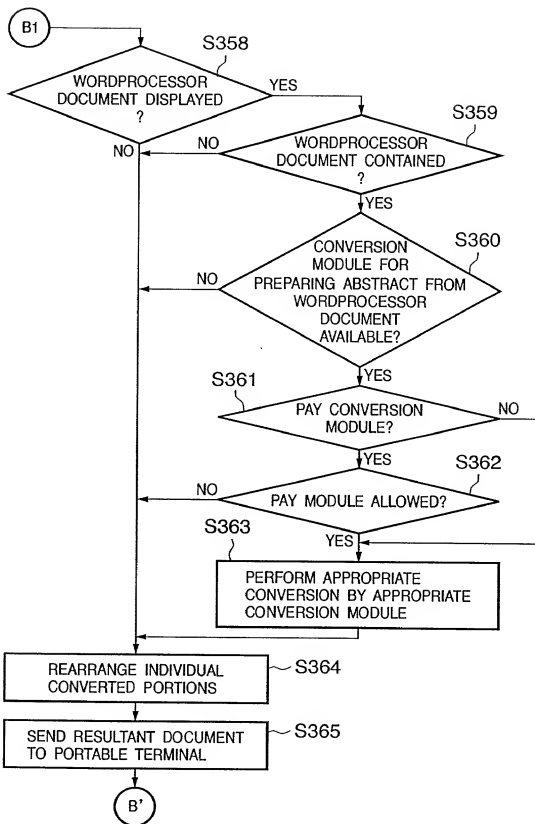 B1
S358
WORDPROCESSOR
DOCUMENT DISPLAYED
?
YES
NO
S359
WORDPROCESSOR
DOCUMENT CONTAINED
?
NO
YES
S360
CONVERSION
MODULE FOR
PREPARING ABSTRACT FROM
WORDPROCESSOR
DOCUMENT
AVAILABLE?
NO
YES
S361
PAY CONVERSION
MODULE?
NO
YES
S362
PAY MODULE ALLOWED?
NO
YES
S363
PERFORM APPROPRIATE
CONVERSION BY APPROPRIATE
CONVERSION MODULE
REARRANGE INDIVIDUAL
CONVERTED PORTIONS
S364
SEND RESULTANT DOCUMENT
TO PORTABLE TERMINAL
S365
B'